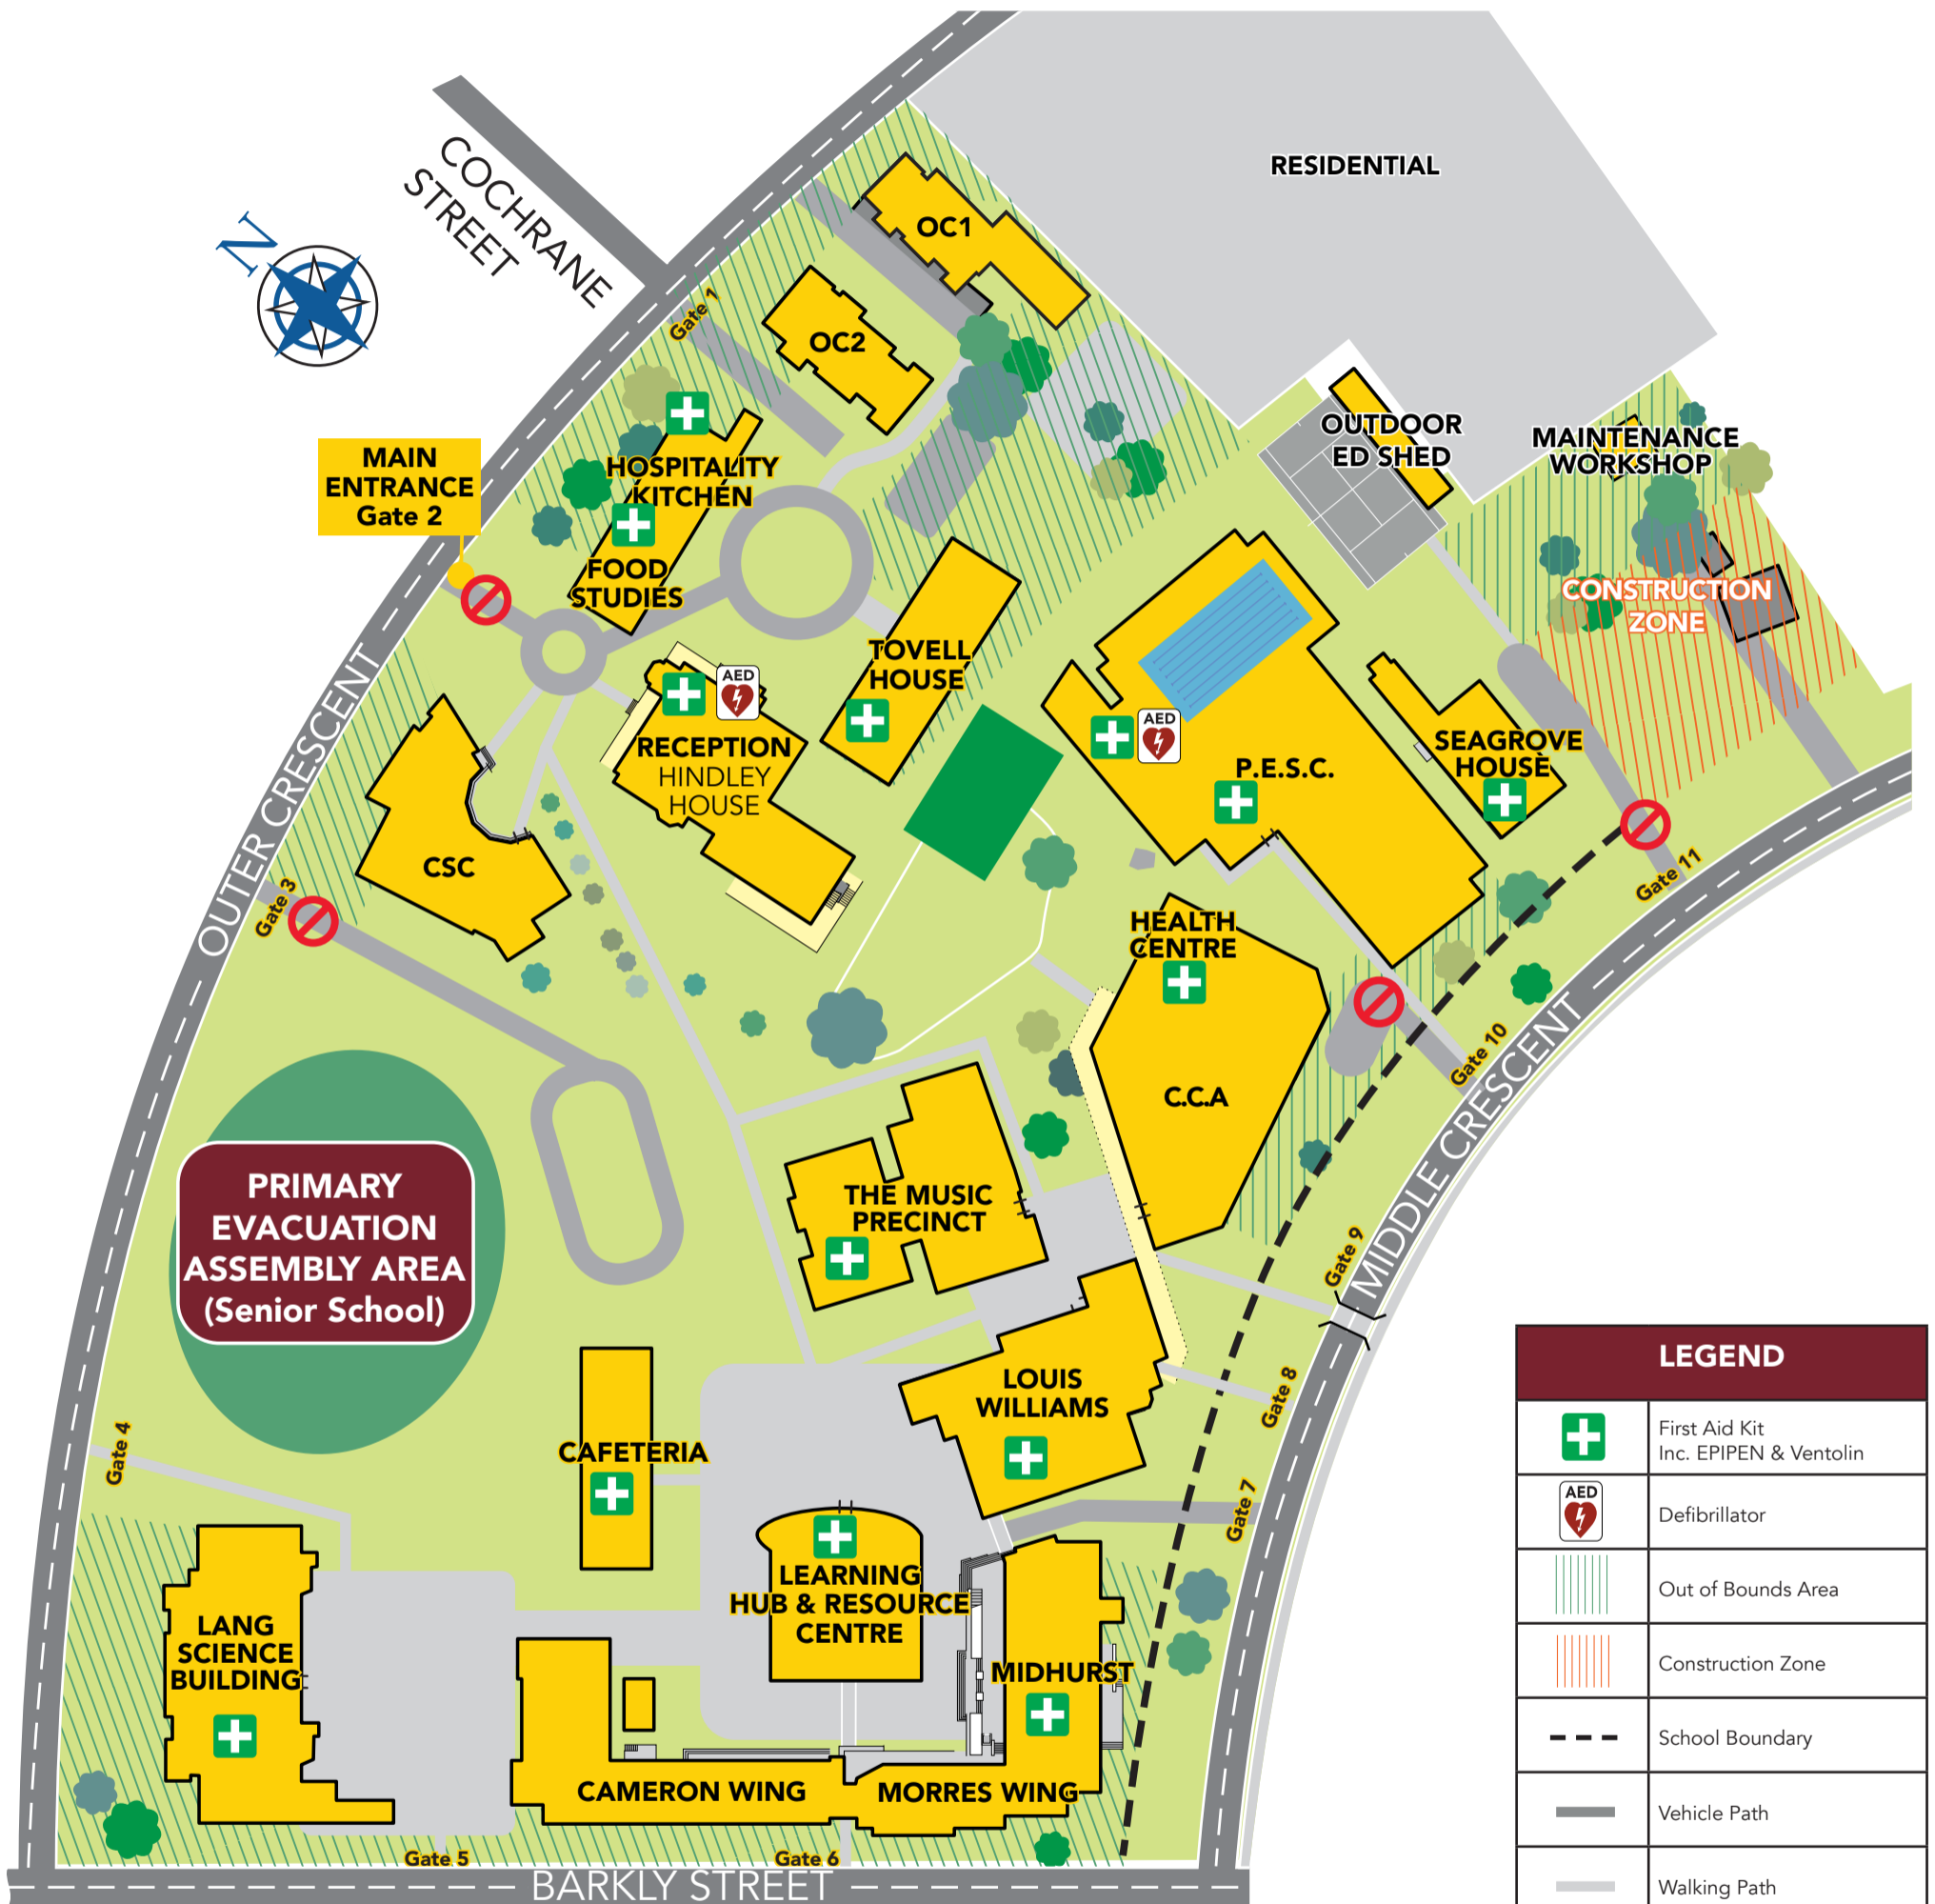 COCHRANE
STREET
N
RESIDENTIAL
OC1
OC2
Gate 1
MAIN
ENTRANCE
Gate 2
HOSPITALITY
KITCHEN
FOOD
STUDIES
OUTDOOR
ED SHED
MAINTENANCE
WORKSHOP
CONSTRUCTION
ZONE
TOVELL
HOUSE
AED
RECEPTION
HINDLEY
HOUSE
AED
P.E.S.C.
SEAGROVE
HOUSE
OUTER CRESCENT
CSC
Gate 3
Gate 11
HEALTH
CENTRE
C.C.A
Gate 10
MIDDLE CRESCENT
PRIMARY
EVACUATION
ASSEMBLY AREA
(Senior School)
THE MUSIC
PRECINCT
Gate 9
LOUIS
WILLIAMS
Gate 8
Gate 4
CAFETERIA
Gate 7
LEARNING
HUB & RESOURCE
CENTRE
LANG
SCIENCE
BUILDING
MIDHURST
CAMERON WING
MORRES WING
Gate 5
Gate 6
BARKLY STREET
LEGEND
First Aid Kit
Inc. EPIPEN & Ventolin
AED
Defibrillator
Out of Bounds Area
Construction Zone
School Boundary
Vehicle Path
Walking Path